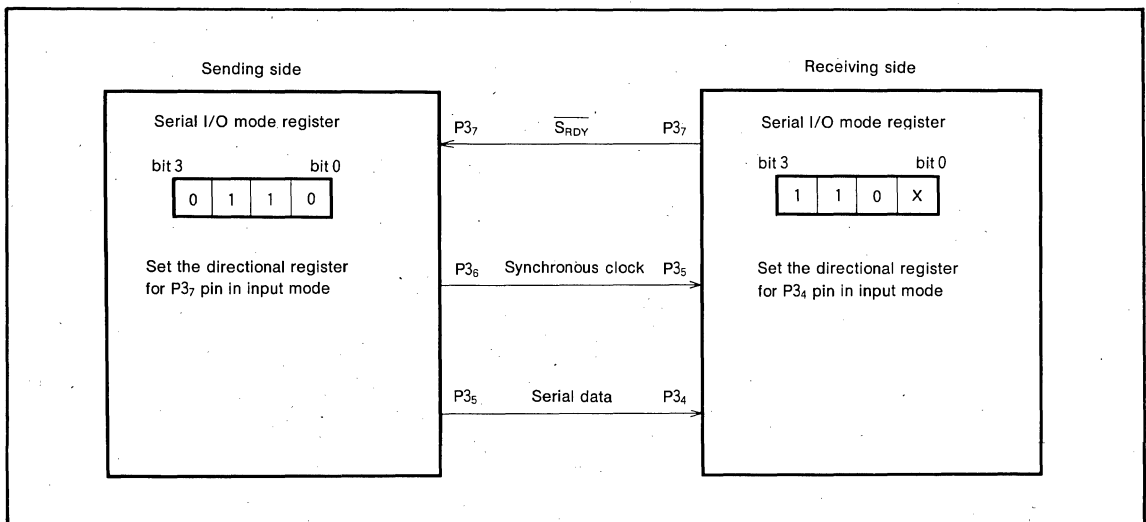 Sending side
Receiving side
Serial I/O mode register
bit 3 bit 0
0 1 1 0
Set the directional register
for P3₇ pin in input mode
P3₇ S̅R̅D̅Y̅ P3₇
P3₆ Synchronous clock P3₅
P3₅ Serial data P3₄
Serial I/O mode register
bit 3 bit 0
1 1 0 X
Set the directional register
for P3₄ pin in input mode